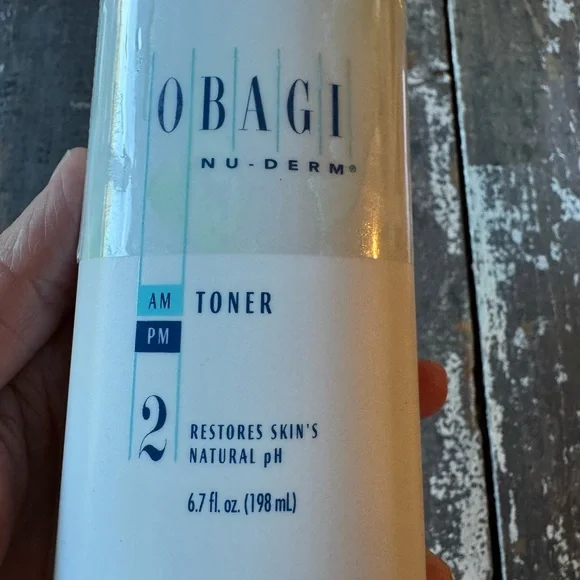 OBAGI
NU-DERM®
AM TONER
PM
2 RESTORES SKIN'S
NATURAL pH
6.7 fl. oz. (198 mL)